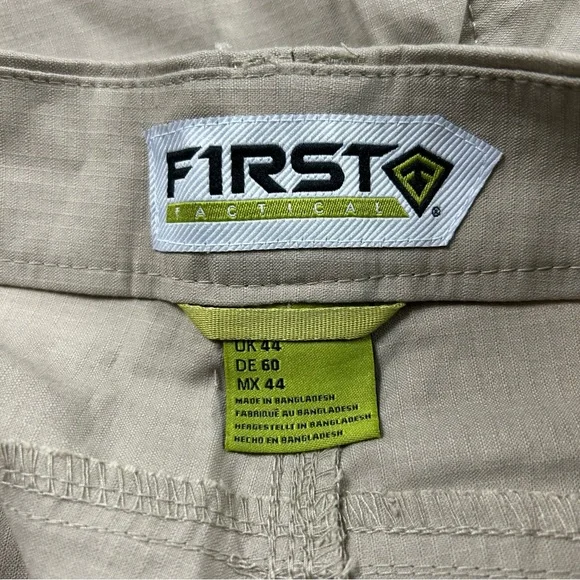 F1RST
TACTICAL
®
UK 44
DE 60
MX 44
MADE IN BANGLADESH
FABRIQUÉ AU BANGLADESH
HERGESTELLT IN BANGLADESH
HECHO EN BANGLADESH